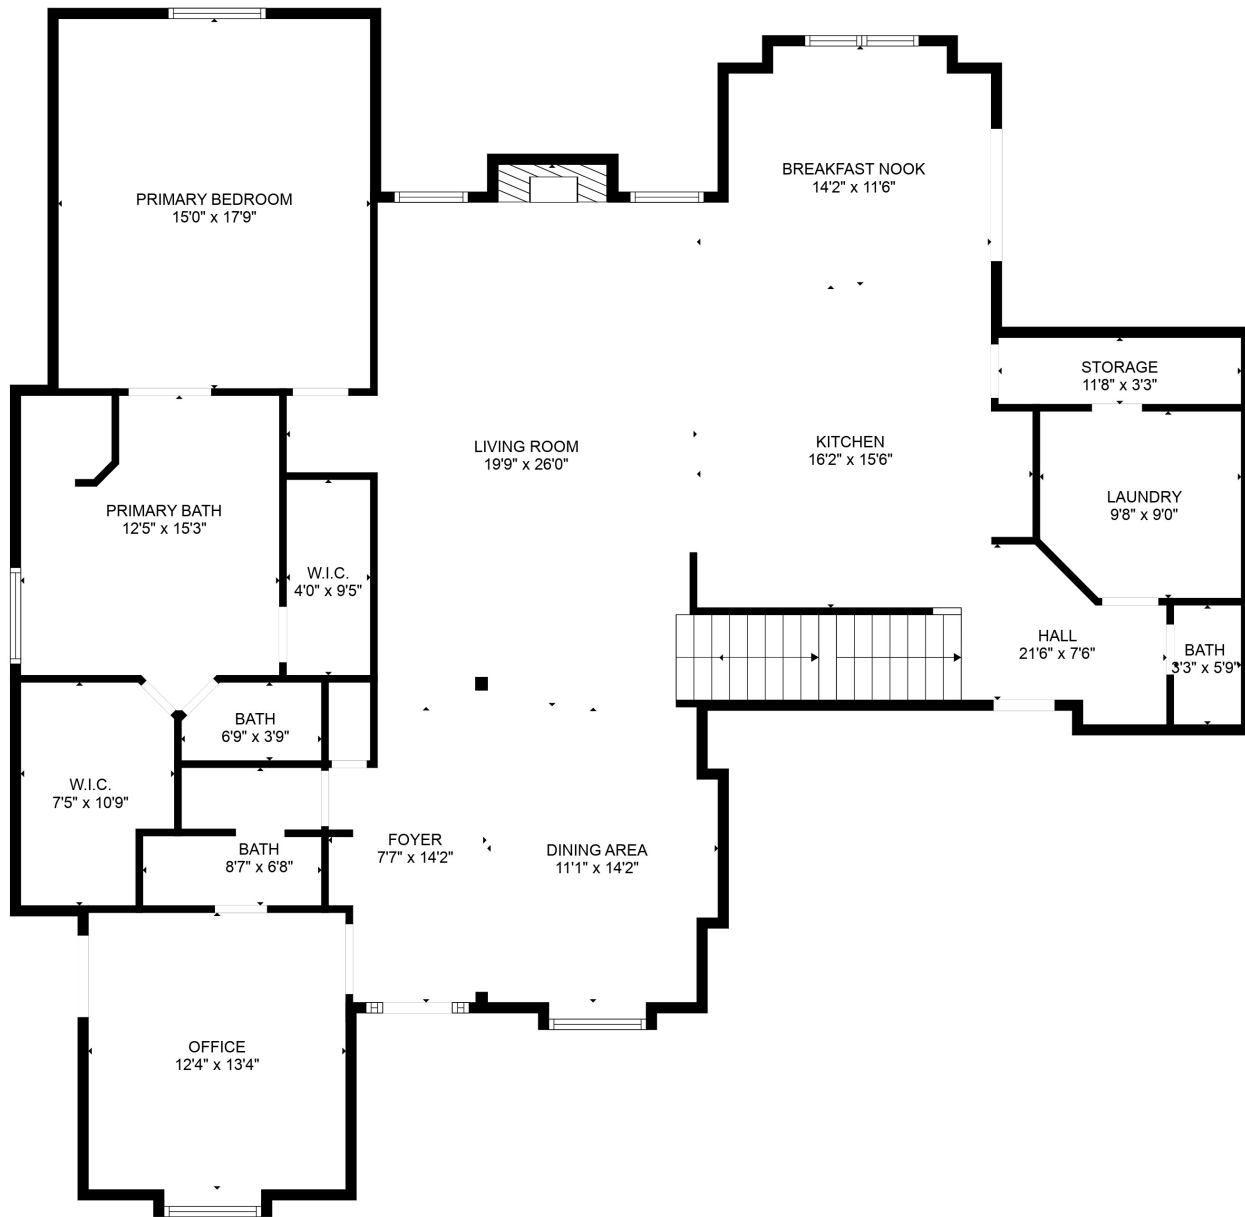 PRIMARY BEDROOM
15'0" x 17'9"
BREAKFAST NOOK
14'2" x 11'6"
STORAGE
11'8" x 3'3"
LIVING ROOM
19'9" x 26'0"
KITCHEN
16'2" x 15'6"
LAUNDRY
9'8" x 9'0"
PRIMARY BATH
12'5" x 15'3"
W.I.C.
4'0" x 9'5"
HALL
21'6" x 7'6"
BATH
3'3" x 5'9"
BATH
6'9" x 3'9"
W.I.C.
7'5" x 10'9"
BATH
8'7" x 6'8"
FOYER
7'7" x 14'2"
DINING AREA
11'1" x 14'2"
OFFICE
12'4" x 13'4"